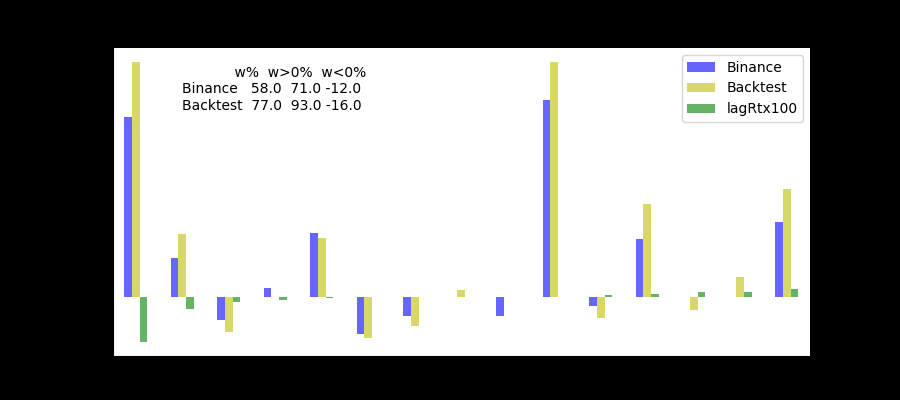 w% w>0% w<0%
Binance 58.0 71.0 -12.0
Backtest 77.0 93.0 -16.0
Binance
Backtest
lagRtx100